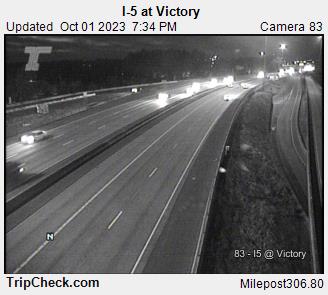 I-5 at Victory
Updated Oct 01 2023 7:34 PM Camera 83
N
83 - I5 @ Victory
TripCheck.com Milepost306.80